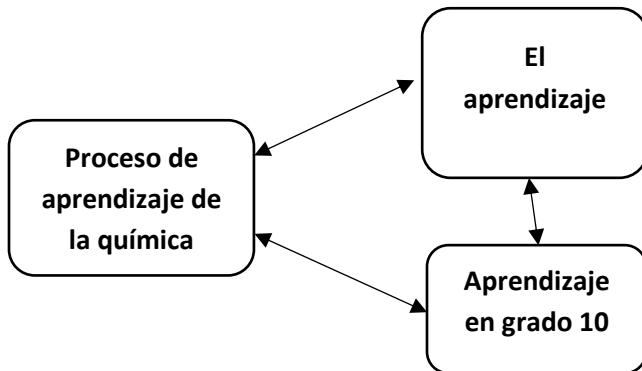 El
aprendizaje
Proceso de
aprendizaje de
la química
Aprendizaje
en grado 10